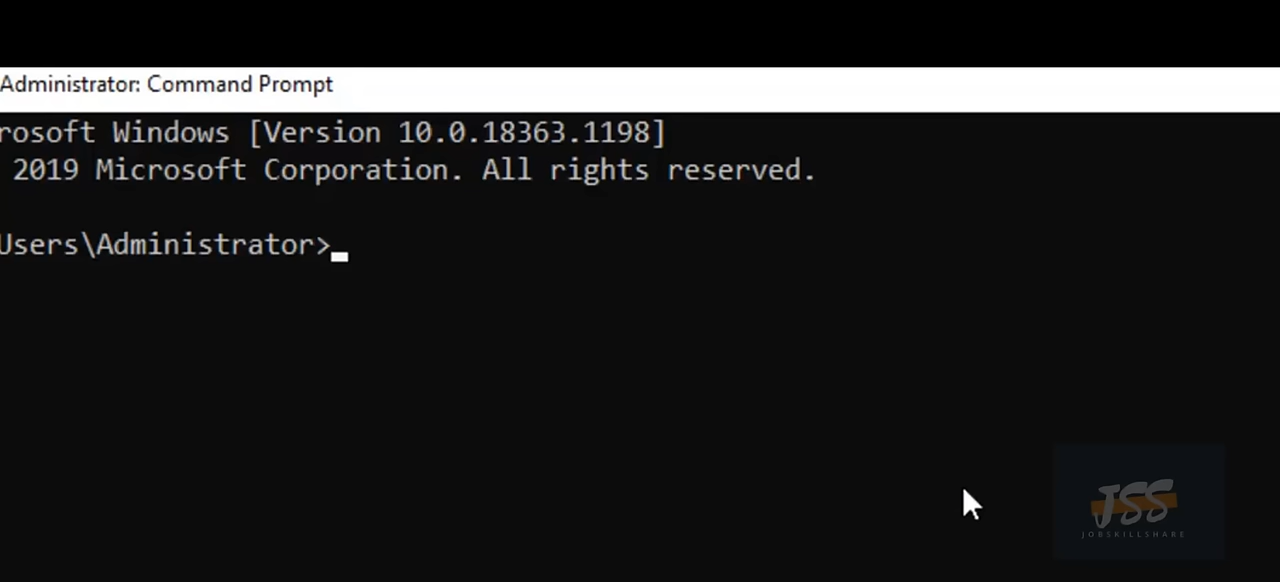 Administrator: Command Prompt
rosoft Windows [Version 10.0.18363.1198]
2019 Microsoft Corporation. All rights reserved.
Users\Administrator>
JSS
JOBSKILLSHARE